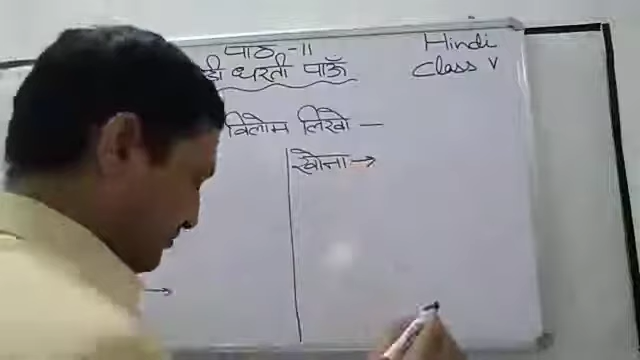 पाठ -11
Hindi
धरती पाऊँ
Class V
विलोम लिखो —
खोना →
→